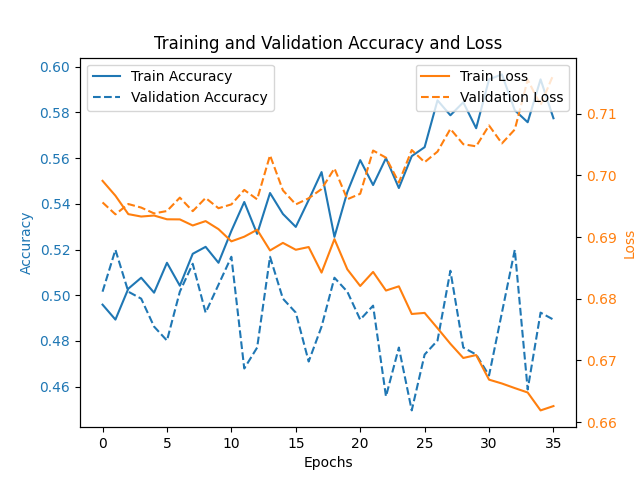 Training and Validation Accuracy and Loss
Train Accuracy
Validation Accuracy
Train Loss
Validation Loss
Accuracy
0.60
0.58
0.56
0.54
0.52
0.50
0.48
0.46
Loss
0.71
0.70
0.69
0.68
0.67
0.66
0 5 10 15 20 25 30 35
Epochs